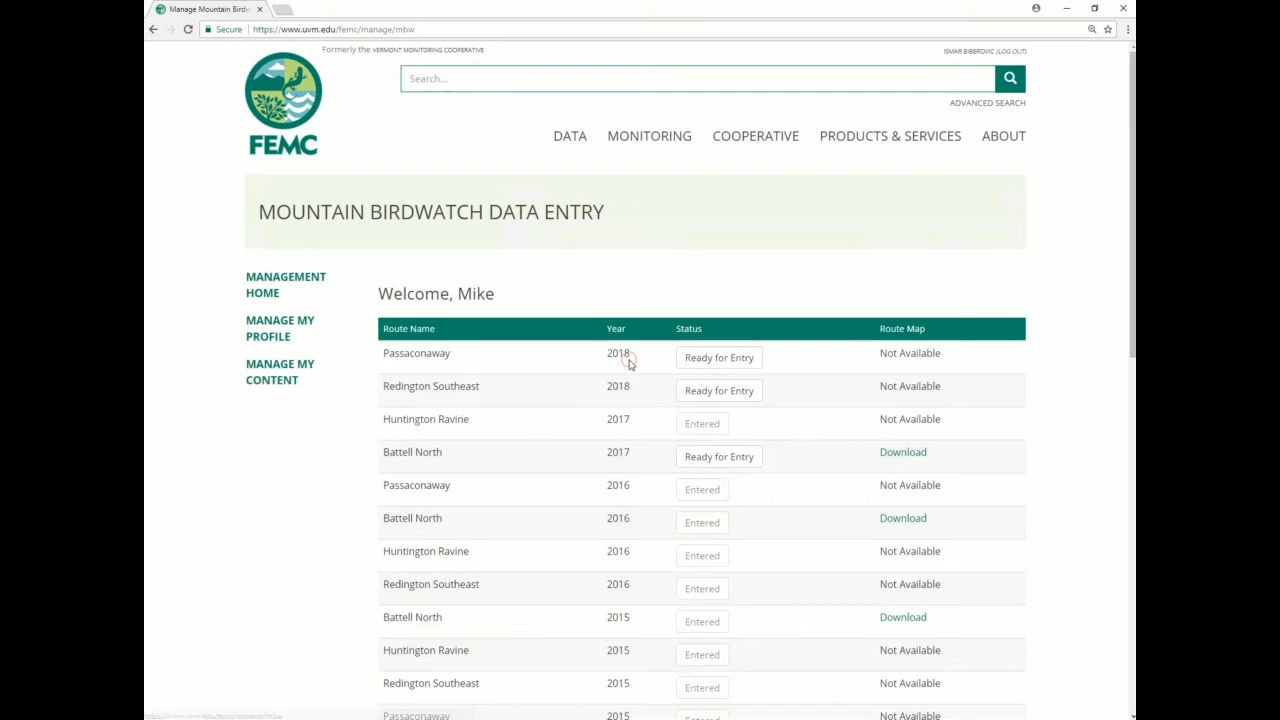 Manage Mountain Birdw
Secure https://www.uvm.edu/femc/manage/mbw
Formerly the VERMONT MONITORING COOPERATIVE
ISMAR BIBEROVIC (LOG OUT)
Search...
ADVANCED SEARCH
FEMC
DATA MONITORING COOPERATIVE PRODUCTS & SERVICES ABOUT
MOUNTAIN BIRDWATCH DATA ENTRY
MANAGEMENT
HOME
MANAGE MY
PROFILE
MANAGE MY
CONTENT
Welcome, Mike
Route Name Year Status Route Map
Passaconaway 2018 Ready for Entry Not Available
Redington Southeast 2018 Ready for Entry Not Available
Huntington Ravine 2017 Entered Not Available
Battell North 2017 Ready for Entry Download
Passaconaway 2016 Entered Not Available
Battell North 2016 Entered Download
Huntington Ravine 2016 Entered Not Available
Redington Southeast 2016 Entered Not Available
Battell North 2015 Entered Download
Huntington Ravine 2015 Entered Not Available
Redington Southeast 2015 Entered Not Available
Passaconaway 2015 Entered Not Available